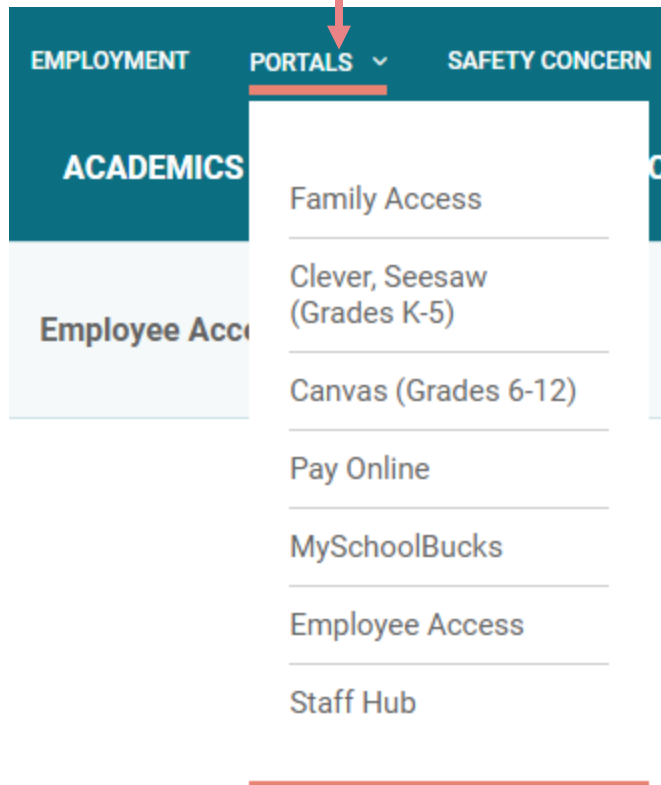 EMPLOYMENT PORTALS SAFETY CONCERN
ACADEMICS
Family Access
Clever, Seesaw
(Grades K-5)
Employee
Canvas (Grades 6-12)
Pay Online
MySchoolBucks
Employee Access
Staff Hub